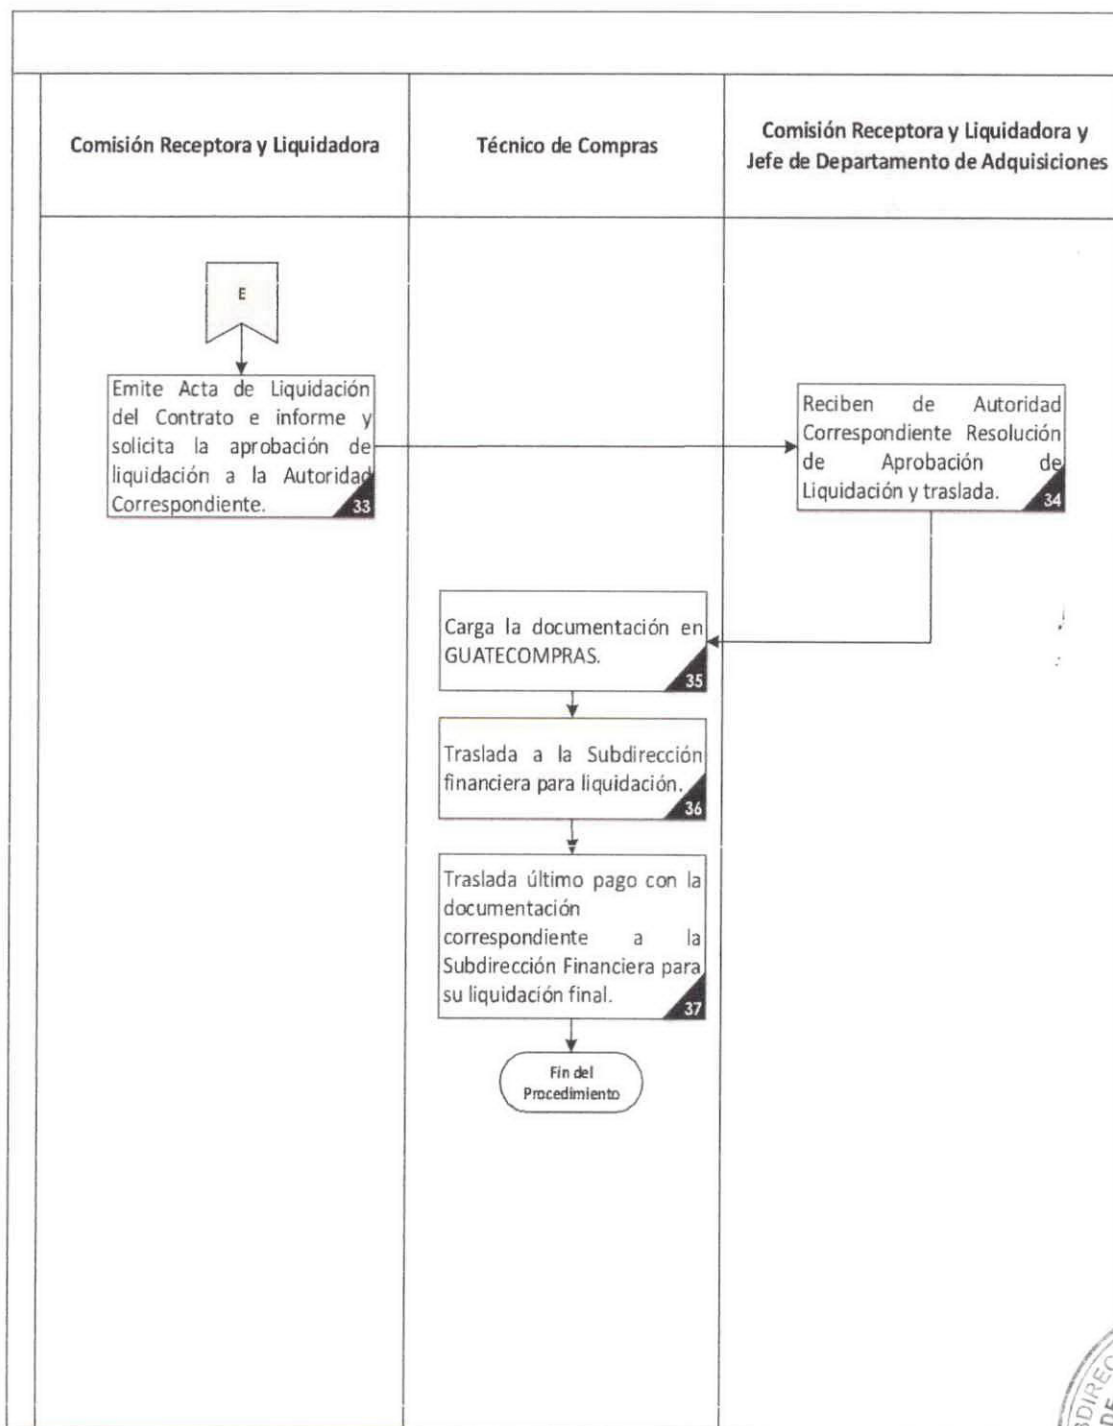 Comisión Receptora y Liquidadora
Técnico de Compras
Comisión Receptora y Liquidadora y
Jefe de Departamento de Adquisiciones
E
Emite Acta de Liquidación
del Contrato e informe y
solicita la aprobación de
liquidación a la Autoridad
Correspondiente.
33
Reciben de Autoridad
Correspondiente Resolución
de Aprobación de
Liquidación y traslada.
34
Carga la documentación en
GUATECOMPRAS.
35
Traslada a la Subdirección
financiera para liquidación.
36
Traslada último pago con la
documentación
correspondiente a la
Subdirección Financiera para
su liquidación final.
37
Fin del
Procedimiento